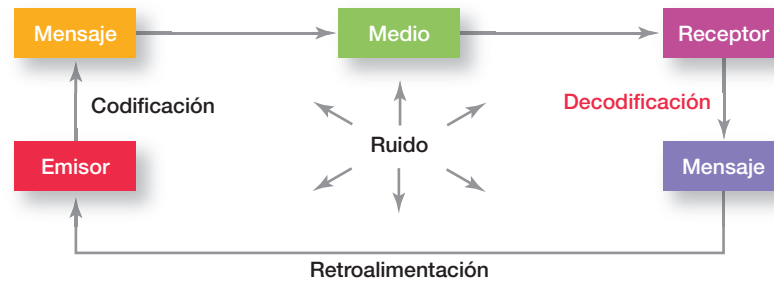 Mensaje
Medio
Receptor
Codificación
Decodificación
Ruido
Emisor
Mensaje
Retroalimentación